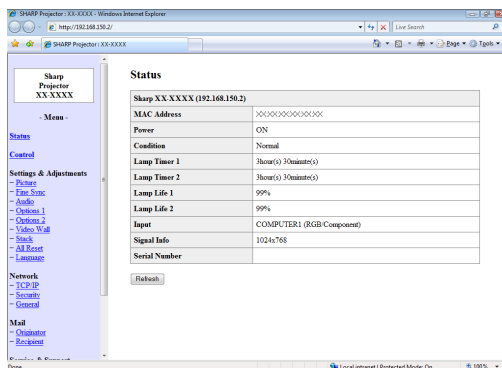 SHARP Projector : XX-XXXX - Windows Internet Explorer
http://192.168.150.2/
Live Search
SHARP Projector : XX-XXXX
Page
Tools
Sharp
Projector
XX-XXXX
- Menu -
Status
Control
Settings & Adjustments
– Picture
– Fine Sync
– Audio
– Options 1
– Options 2
– Video Wall
– Stack
– All Reset
– Language
Network
– TCP/IP
– Security
– General
Mail
– Originator
– Recipient
Service & Support
Status
Sharp XX-XXXX (192.168.150.2)
MAC Address XXXXXXXXXXXX
Power ON
Condition Normal
Lamp Timer 1 3hour(s) 30minute(s)
Lamp Timer 2 3hour(s) 30minute(s)
Lamp Life 1 99%
Lamp Life 2 99%
Input COMPUTER1 (RGB/Component)
Signal Info 1024x768
Serial Number
Refresh
Done
Local intranet | Protected Mode: On
100%